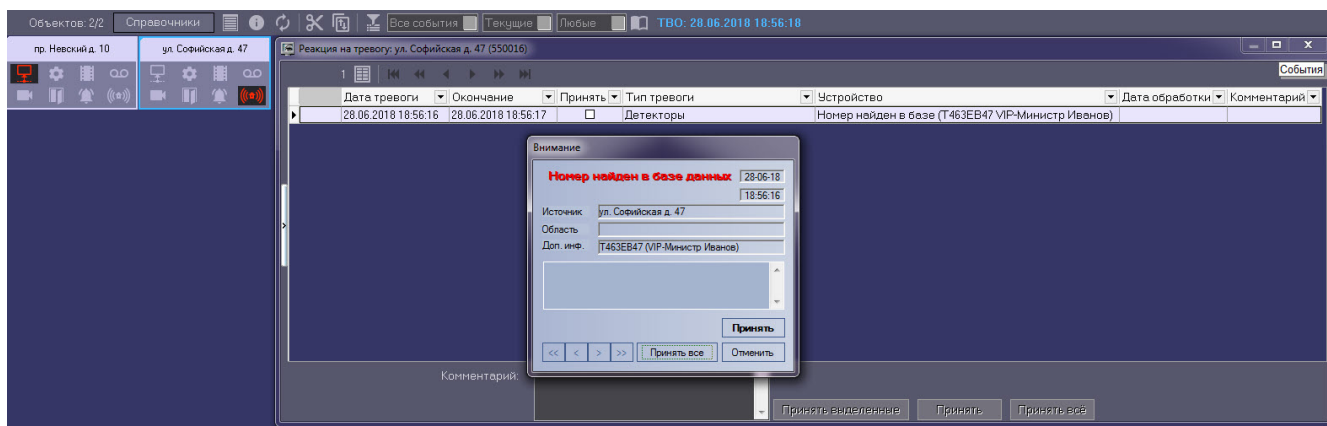 Объектов: 2/2 Справочники Все события Текущие Любые ТВО: 28.06.2018 18:56:18
пр. Невский д. 10 ул. Софийская д. 47
Реакция на тревогу: ул. Софийская д. 47 (550016)
1 События
Дата тревоги Окончание Принять Тип тревоги Устройство Дата обработки Комментарий
28.06.2018 18:56:16 28.06.2018 18:56:17 Детекторы Номер найден в базе (T463EB47 VIP-Министр Иванов)
Внимание
Номер найден в базе данных 28-06-18
18:56:16
Источник ул. Софийская д. 47
Область
Доп. инф. T463EB47 (VIP-Министр Иванов)
Принять
<< < > >> Принять все Отменить
Комментарий:
Принять выделенные Принять Принять всё